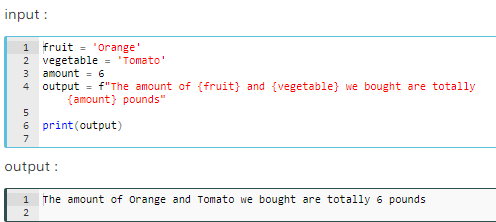 input :
1 fruit = 'Orange'
2 vegetable = 'Tomato'
3 amount = 6
4 output = f"The amount of {fruit} and {vegetable} we bought are totally
{amount} pounds"
5
6 print(output)
7
output :
1 The amount of Orange and Tomato we bought are totally 6 pounds
2